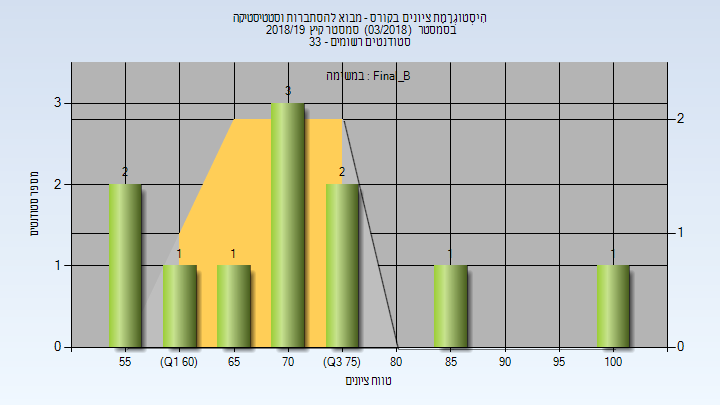 היסטוגרמת ציונים בקורס - מבוא להסתברות וסטטיסטיקה
בסמסטר (03/2018) סמסטר קיץ 2018/19
סטודנטים רשומים - 33
במשימה : Final_B
מספר סטודנטים
3
2
1
0
2
1
0
2
1
1
3
2
1
1
55
(Q1 60)
65
70
(Q3 75)
80
85
90
95
100
טווח ציונים